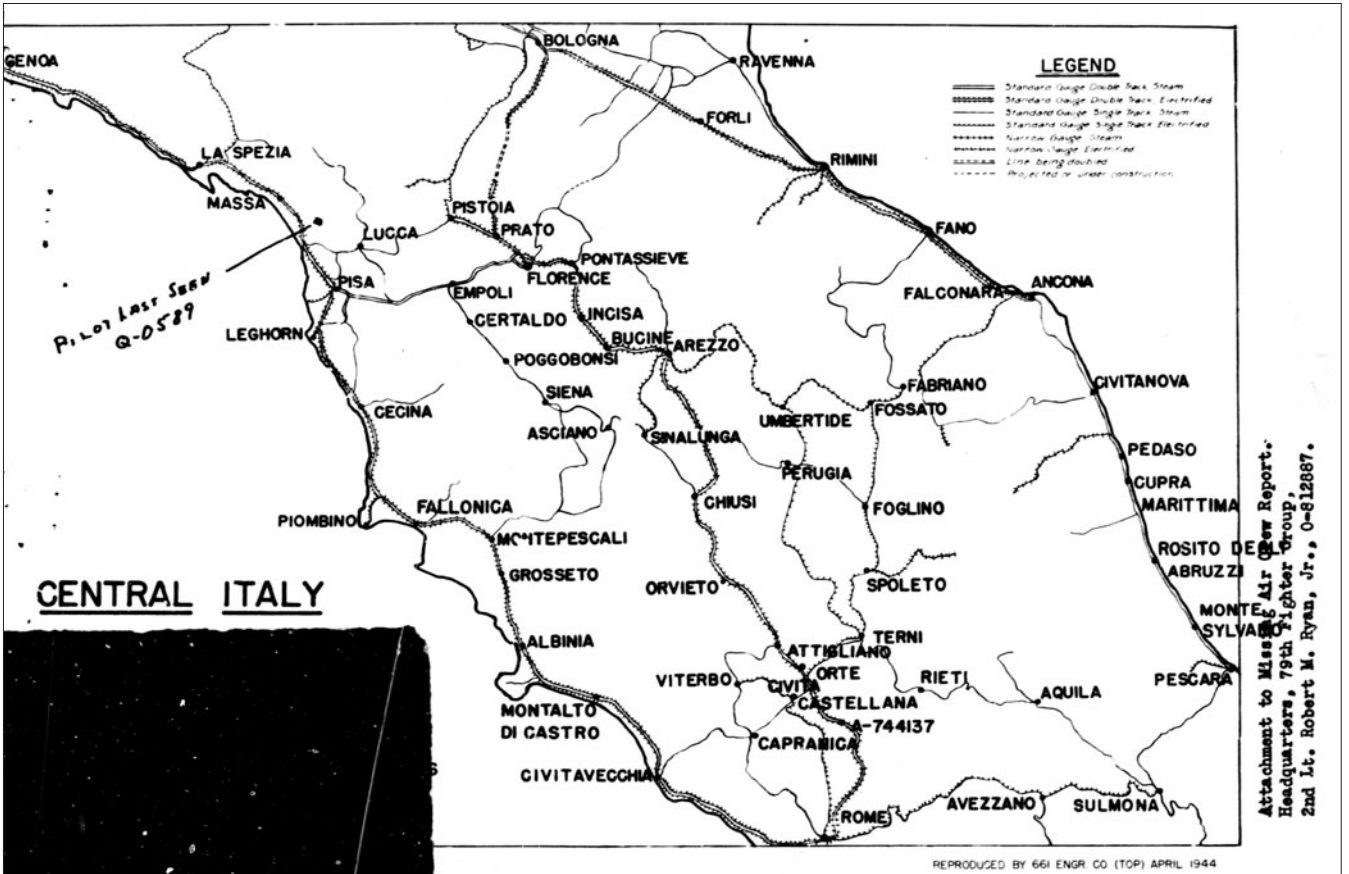 BOLOGNA
GENOA
RAVENNA
LEGEND
Standard Gauge Double Track Steam
Standard Gauge Double Track, Electrified
Standard Gauge Single Track, Steam
Standard Gauge Single Track Electrified
Narrow Gauge Steam
Narrow Gauge Electrified
Line being doubled
Projected or under construction
FORLI
LA SPEZIA
RIMINI
MASSA
PISTOIA
LUCCA
PRATO
FANO
PONTASSIEVE
FLORENCE
PISA
EMPOLI
FALCONARA
ANCONA
PILOT LAST SEEN
Q-0589
LEGHORN
CERTALDO
INCISA
BUCINE
AREZZO
POGGOBONSI
FABRIANO
CIVITANOVA
CECINA
SIENA
UMBERTIDE
FOSSATO
ASCIANO
SINALUNGA
PEDASO
PERUGIA
CUPRA
MARITTIMA
CHIUSI
FOGLINO
PIOMBINO
FALLONICA
MONTEPESCALI
ROSITO DEGLI
ABRUZZI
GROSSETO
ORVIETO
SPOLETO
CENTRAL ITALY
MONTE
SYLVANO
ALBINIA
TERNI
ATTIGLIANO
ORTE
VITERBO
CIVITA
CASTELLANA
RIETI
AQUILA
PESCARA
MONTALTO
DI CASTRO
A-744137
CAPRANICA
CIVITAVECCHIA
S
ROME
AVEZZANO
SULMONA
Attachment to Missing Air Crew Report.
Headquarters, 79th Fighter Group,
2nd Lt. Robert M. Ryan, Jr., O-812887.
REPRODUCED BY 661 ENGR. CO (TOP) APRIL 1944